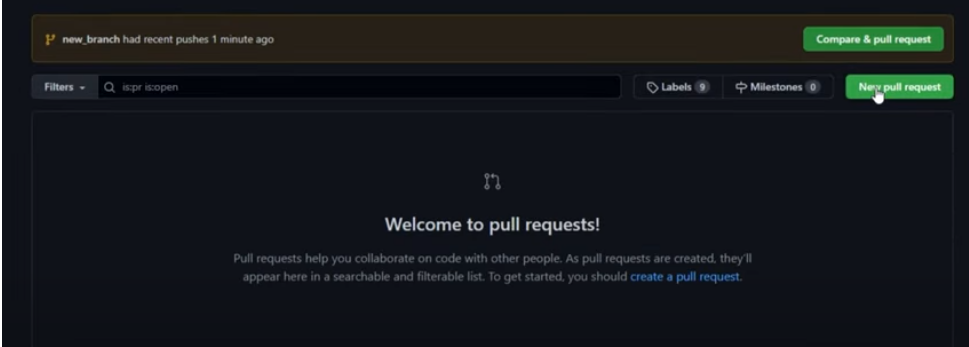 new_branch had recent pushes 1 minute ago
Compare & pull request
Filters
is:pr is:open
Labels 9
Milestones 0
New pull request
Welcome to pull requests!
Pull requests help you collaborate on code with other people. As pull requests are created, they'll
appear here in a searchable and filterable list. To get started, you should create a pull request.